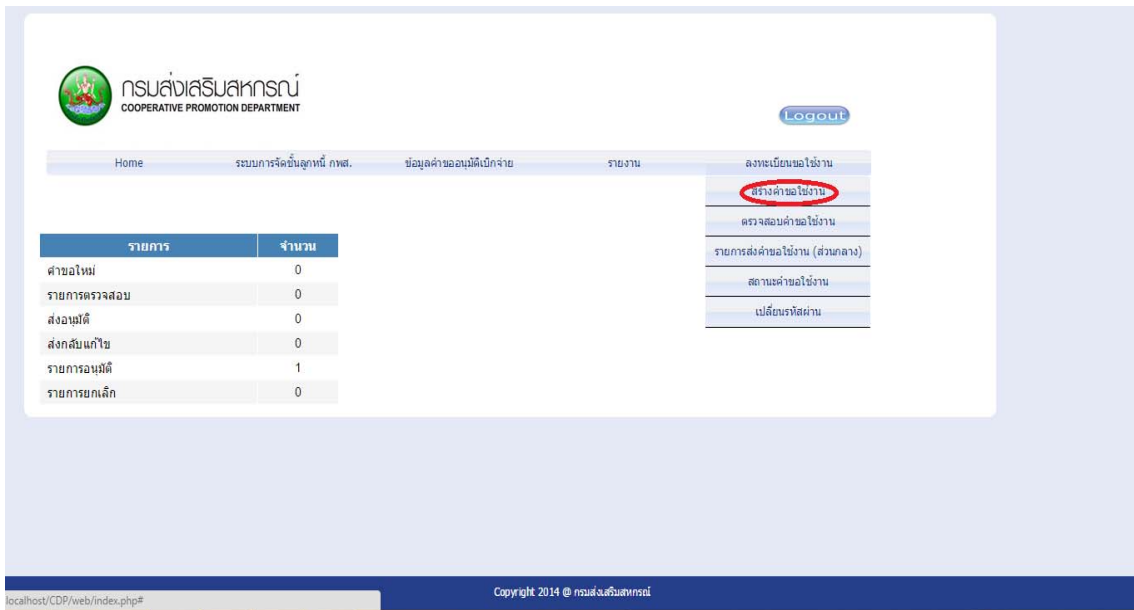 กรมส่งเสริมสหกรณ์
COOPERATIVE PROMOTION DEPARTMENT
Logout
Home ระบบการจัดชั้นลูกหนี้ กพส. ข้อมูลคำขออนุมัติเบิกจ่าย รายงาน ลงทะเบียนขอใช้งาน
สร้างคำขอใช้งาน
ตรวจสอบคำขอใช้งาน
รายการส่งคำขอใช้งาน (ส่วนกลาง)
สถานะคำขอใช้งาน
เปลี่ยนรหัสผ่าน
รายการ จำนวน
คำขอใหม่ 0
รายการตรวจสอบ 0
ส่งอนุมัติ 0
ส่งกลับแก้ไข 0
รายการอนุมัติ 1
รายการยกเลิก 0
Copyright 2014 @ กรมส่งเสริมสหกรณ์
localhost/CDP/web/index.php#